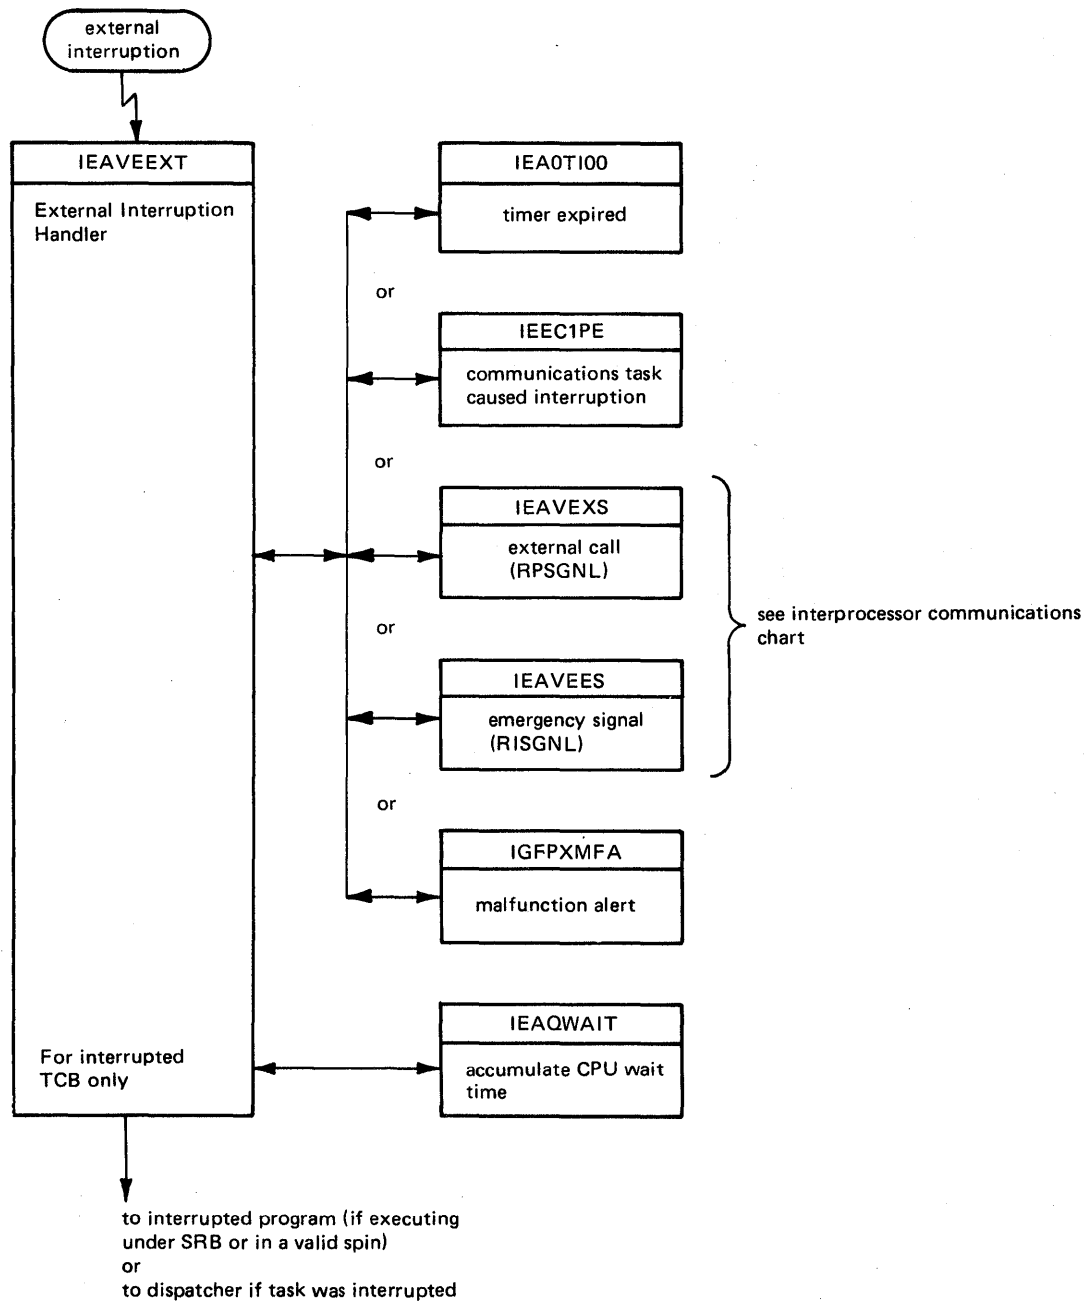 external
interruption
IEAVEEXT
External Interruption
Handler
IEA0TI00
timer expired
or
IEEC1PE
communications task
caused interruption
or
IEAVEXS
external call
(RPSGNL)
see interprocessor communications
chart
or
IEAVEES
emergency signal
(RISGNL)
or
IGFPXMFA
malfunction alert
IEAQWAIT
accumulate CPU wait
time
For interrupted
TCB only
to interrupted program (if executing
under SRB or in a valid spin)
or
to dispatcher if task was interrupted